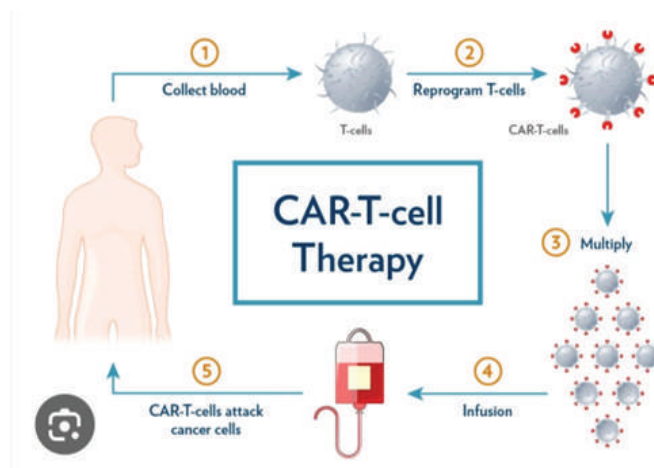 1
Collect blood
T-cells
2
Reprogram T-cells
CAR-T-cells
CAR-T-cell
Therapy
3 Multiply
4
Infusion
5
CAR-T-cells attack
cancer cells